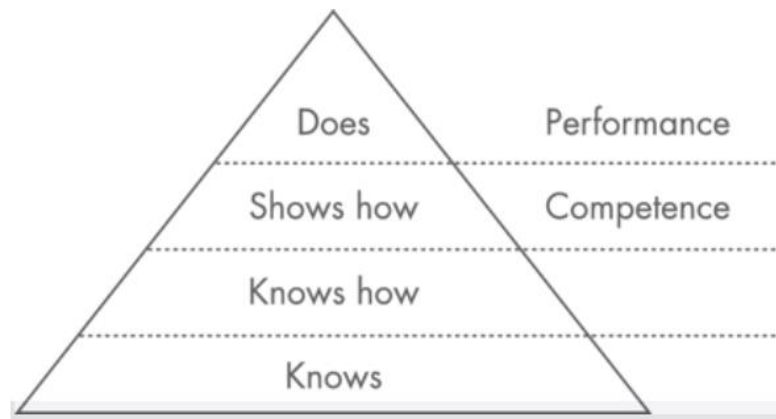 Does Performance
Shows how Competence
Knows how
Knows